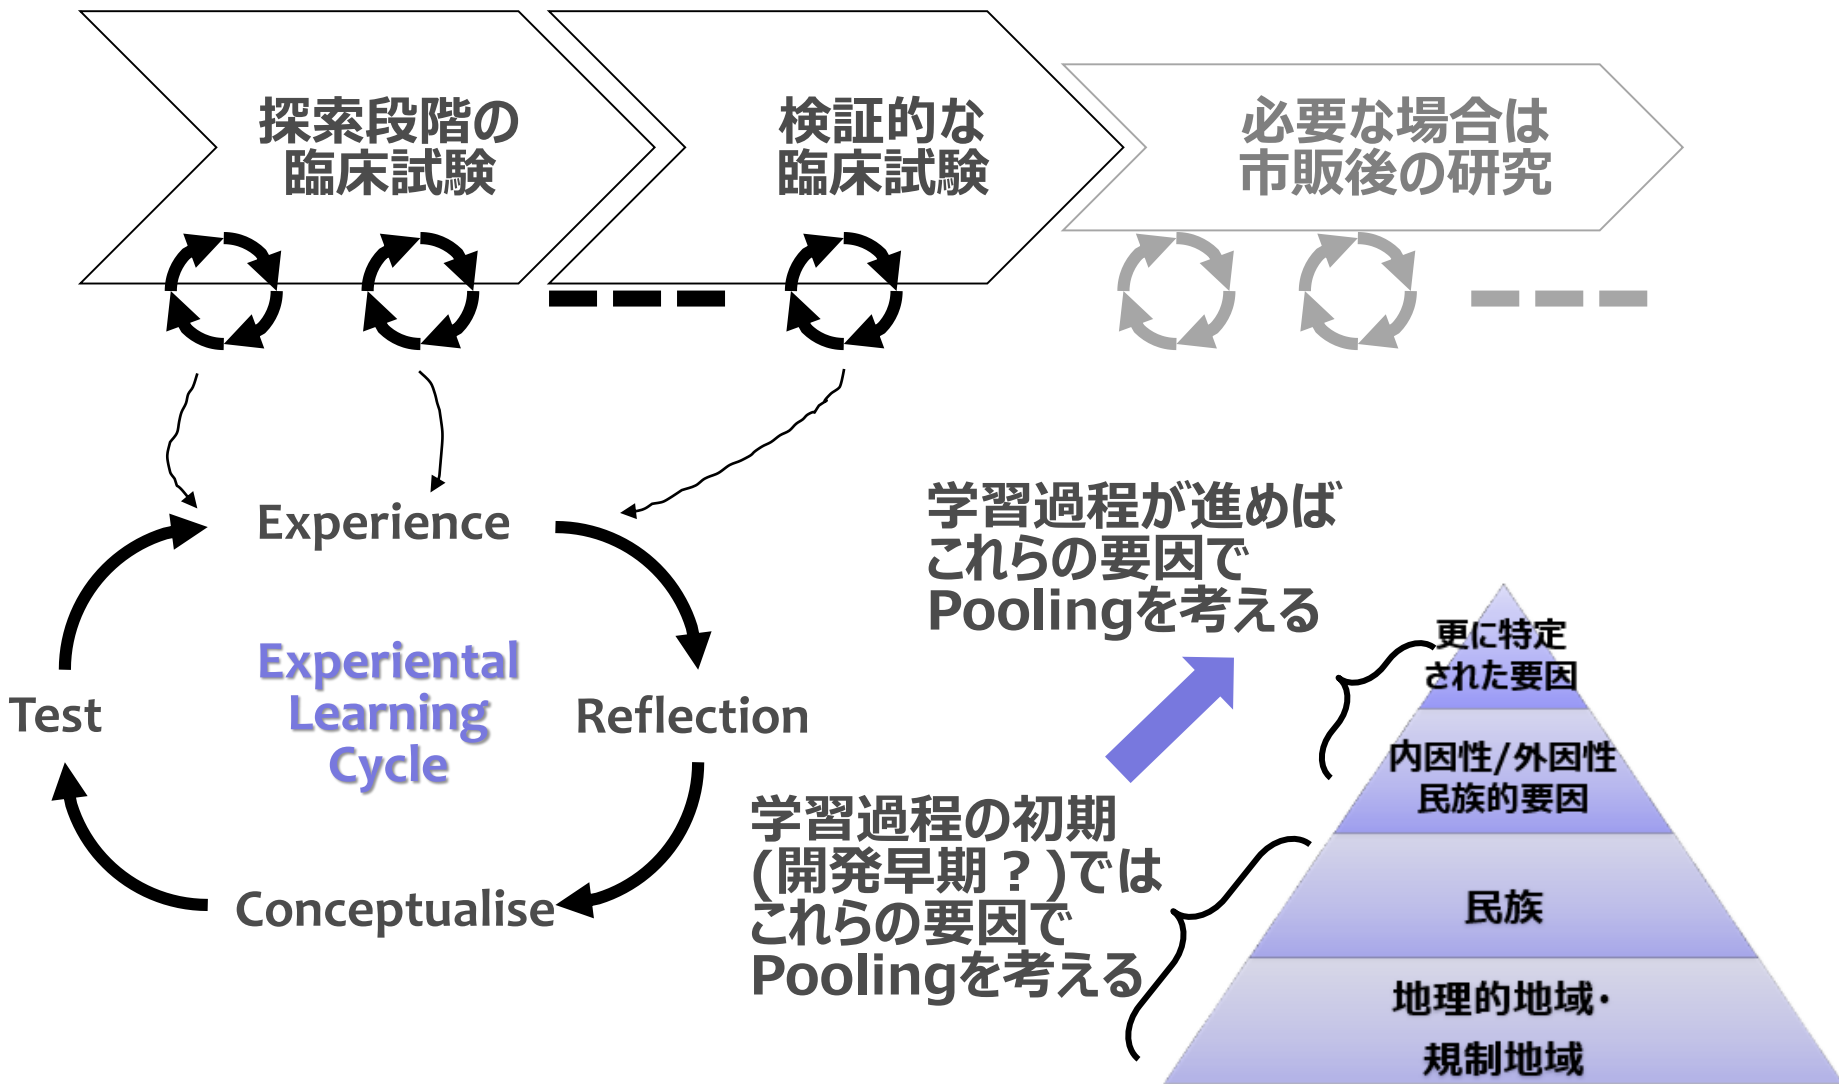 探索段階の
臨床試験
検証的な
臨床試験
必要な場合は
市販後の研究
Experience
Experiental
Learning
Cycle
Test
Reflection
Conceptualise
学習過程が進めば
これらの要因で
Poolingを考える
学習過程の初期
(開発早期？)では
これらの要因で
Poolingを考える
更に特定
された要因
内因性/外因性
民族的要因
民族
地理的地域・
規制地域